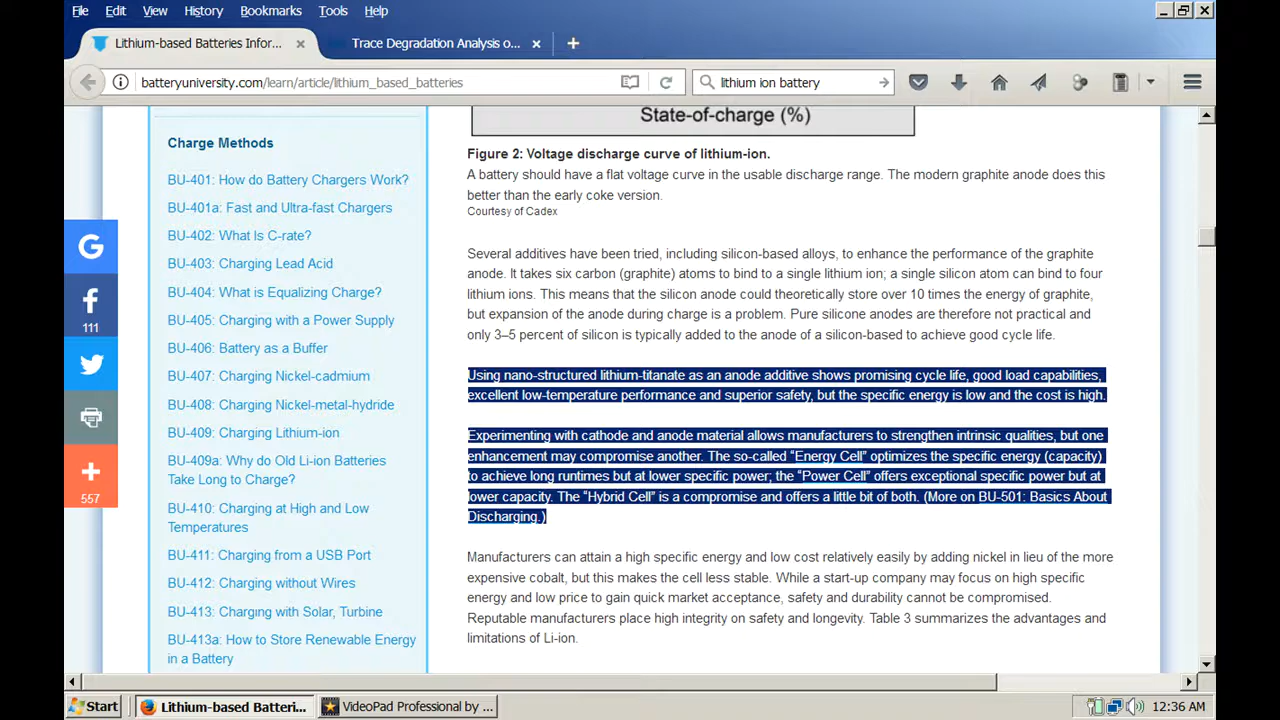 File Edit View History Bookmarks Tools Help
Lithium-based Batteries Infor... Trace Degradation Analysis o...
batteryuniversity.com/learn/article/lithium_based_batteries lithium ion battery
Charge Methods
BU-401: How do Battery Chargers Work?
BU-401a: Fast and Ultra-fast Chargers
BU-402: What Is C-rate?
BU-403: Charging Lead Acid
BU-404: What is Equalizing Charge?
BU-405: Charging with a Power Supply
BU-406: Battery as a Buffer
BU-407: Charging Nickel-cadmium
BU-408: Charging Nickel-metal-hydride
BU-409: Charging Lithium-ion
BU-409a: Why do Old Li-ion Batteries
Take Long to Charge?
BU-410: Charging at High and Low
Temperatures
BU-411: Charging from a USB Port
BU-412: Charging without Wires
BU-413: Charging with Solar, Turbine
BU-413a: How to Store Renewable Energy
in a Battery
G
f
111
557
State-of-charge (%)
Figure 2: Voltage discharge curve of lithium-ion.
A battery should have a flat voltage curve in the usable discharge range. The modern graphite anode does this
better than the early coke version.
Courtesy of Cadex
Several additives have been tried, including silicon-based alloys, to enhance the performance of the graphite
anode. It takes six carbon (graphite) atoms to bind to a single lithium ion; a single silicon atom can bind to four
lithium ions. This means that the silicon anode could theoretically store over 10 times the energy of graphite,
but expansion of the anode during charge is a problem. Pure silicone anodes are therefore not practical and
only 3–5 percent of silicon is typically added to the anode of a silicon-based to achieve good cycle life.
Using nano-structured lithium-titanate as an anode additive shows promising cycle life, good load capabilities,
excellent low-temperature performance and superior safety, but the specific energy is low and the cost is high.
Experimenting with cathode and anode material allows manufacturers to strengthen intrinsic qualities, but one
enhancement may compromise another. The so-called “Energy Cell” optimizes the specific energy (capacity)
to achieve long runtimes but at lower specific power; the “Power Cell” offers exceptional specific power but at
lower capacity. The “Hybrid Cell” is a compromise and offers a little bit of both. (More on BU-501: Basics About
Discharging.)
Manufacturers can attain a high specific energy and low cost relatively easily by adding nickel in lieu of the more
expensive cobalt, but this makes the cell less stable. While a start-up company may focus on high specific
energy and low price to gain quick market acceptance, safety and durability cannot be compromised.
Reputable manufacturers place high integrity on safety and longevity. Table 3 summarizes the advantages and
limitations of Li-ion.
Start Lithium-based Batteri... VideoPad Professional by ... 12:36 AM